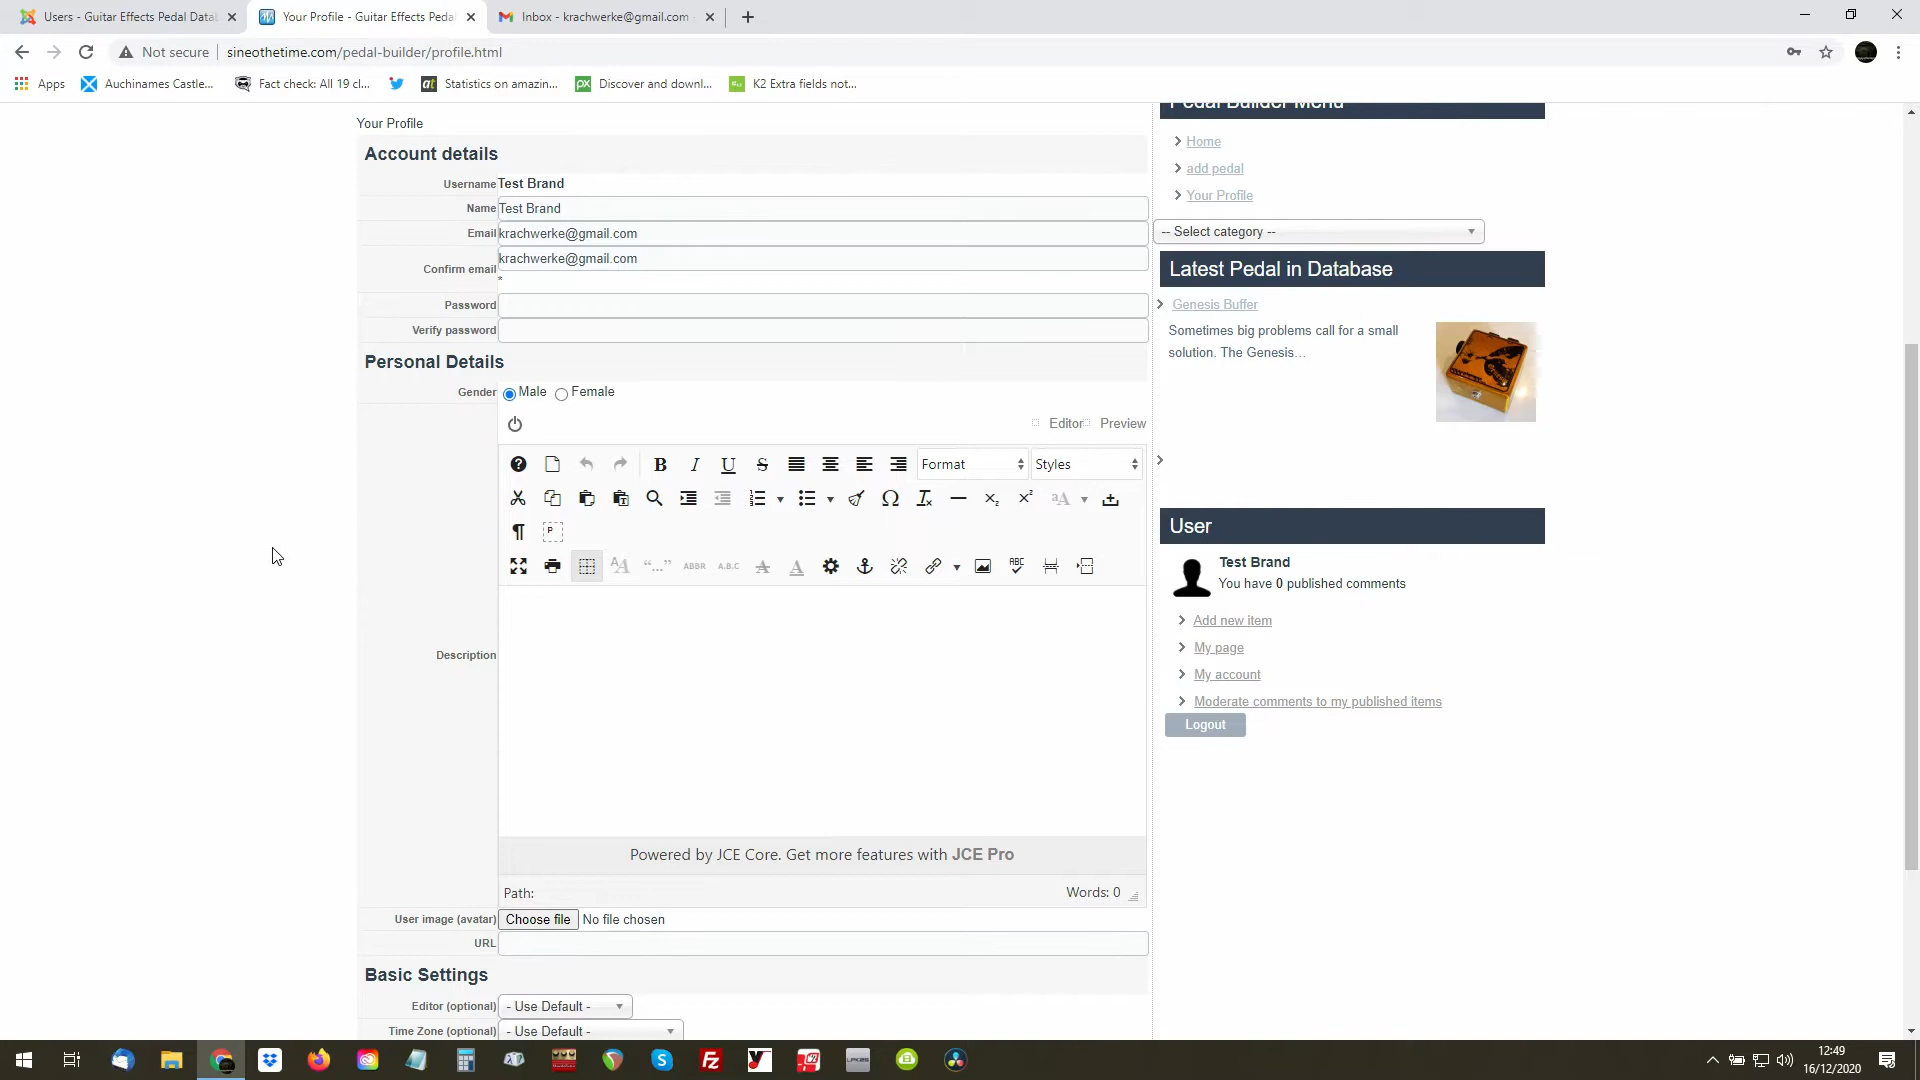 Users - Guitar Effects Pedal Datab
Your Profile - Guitar Effects Pedal
Inbox - krachwerke@gmail.com
Not secure
sineothetime.com/pedal-builder/profile.html
Apps
Auchinames Castle...
Fact check: All 19 cl...
Statistics on amazin...
Discover and downl...
K2 Extra fields not...
Your Profile
Account details
Username Test Brand
Name Test Brand
Email krachwerke@gmail.com
Confirm email krachwerke@gmail.com
*
Password
Verify password
Personal Details
Gender Male Female
Editor Preview
Format Styles
Description
Powered by JCE Core. Get more features with JCE Pro
Path: Words: 0
User image (avatar) Choose file No file chosen
URL
Basic Settings
Editor (optional) - Use Default -
Time Zone (optional) - Use Default -
Pedal Builder Menu
Home
add pedal
Your Profile
-- Select category --
Latest Pedal in Database
Genesis Buffer
Sometimes big problems call for a small
solution. The Genesis…
User
Test Brand
You have 0 published comments
Add new item
My page
My account
Moderate comments to my published items
Logout
12:49
16/12/2020